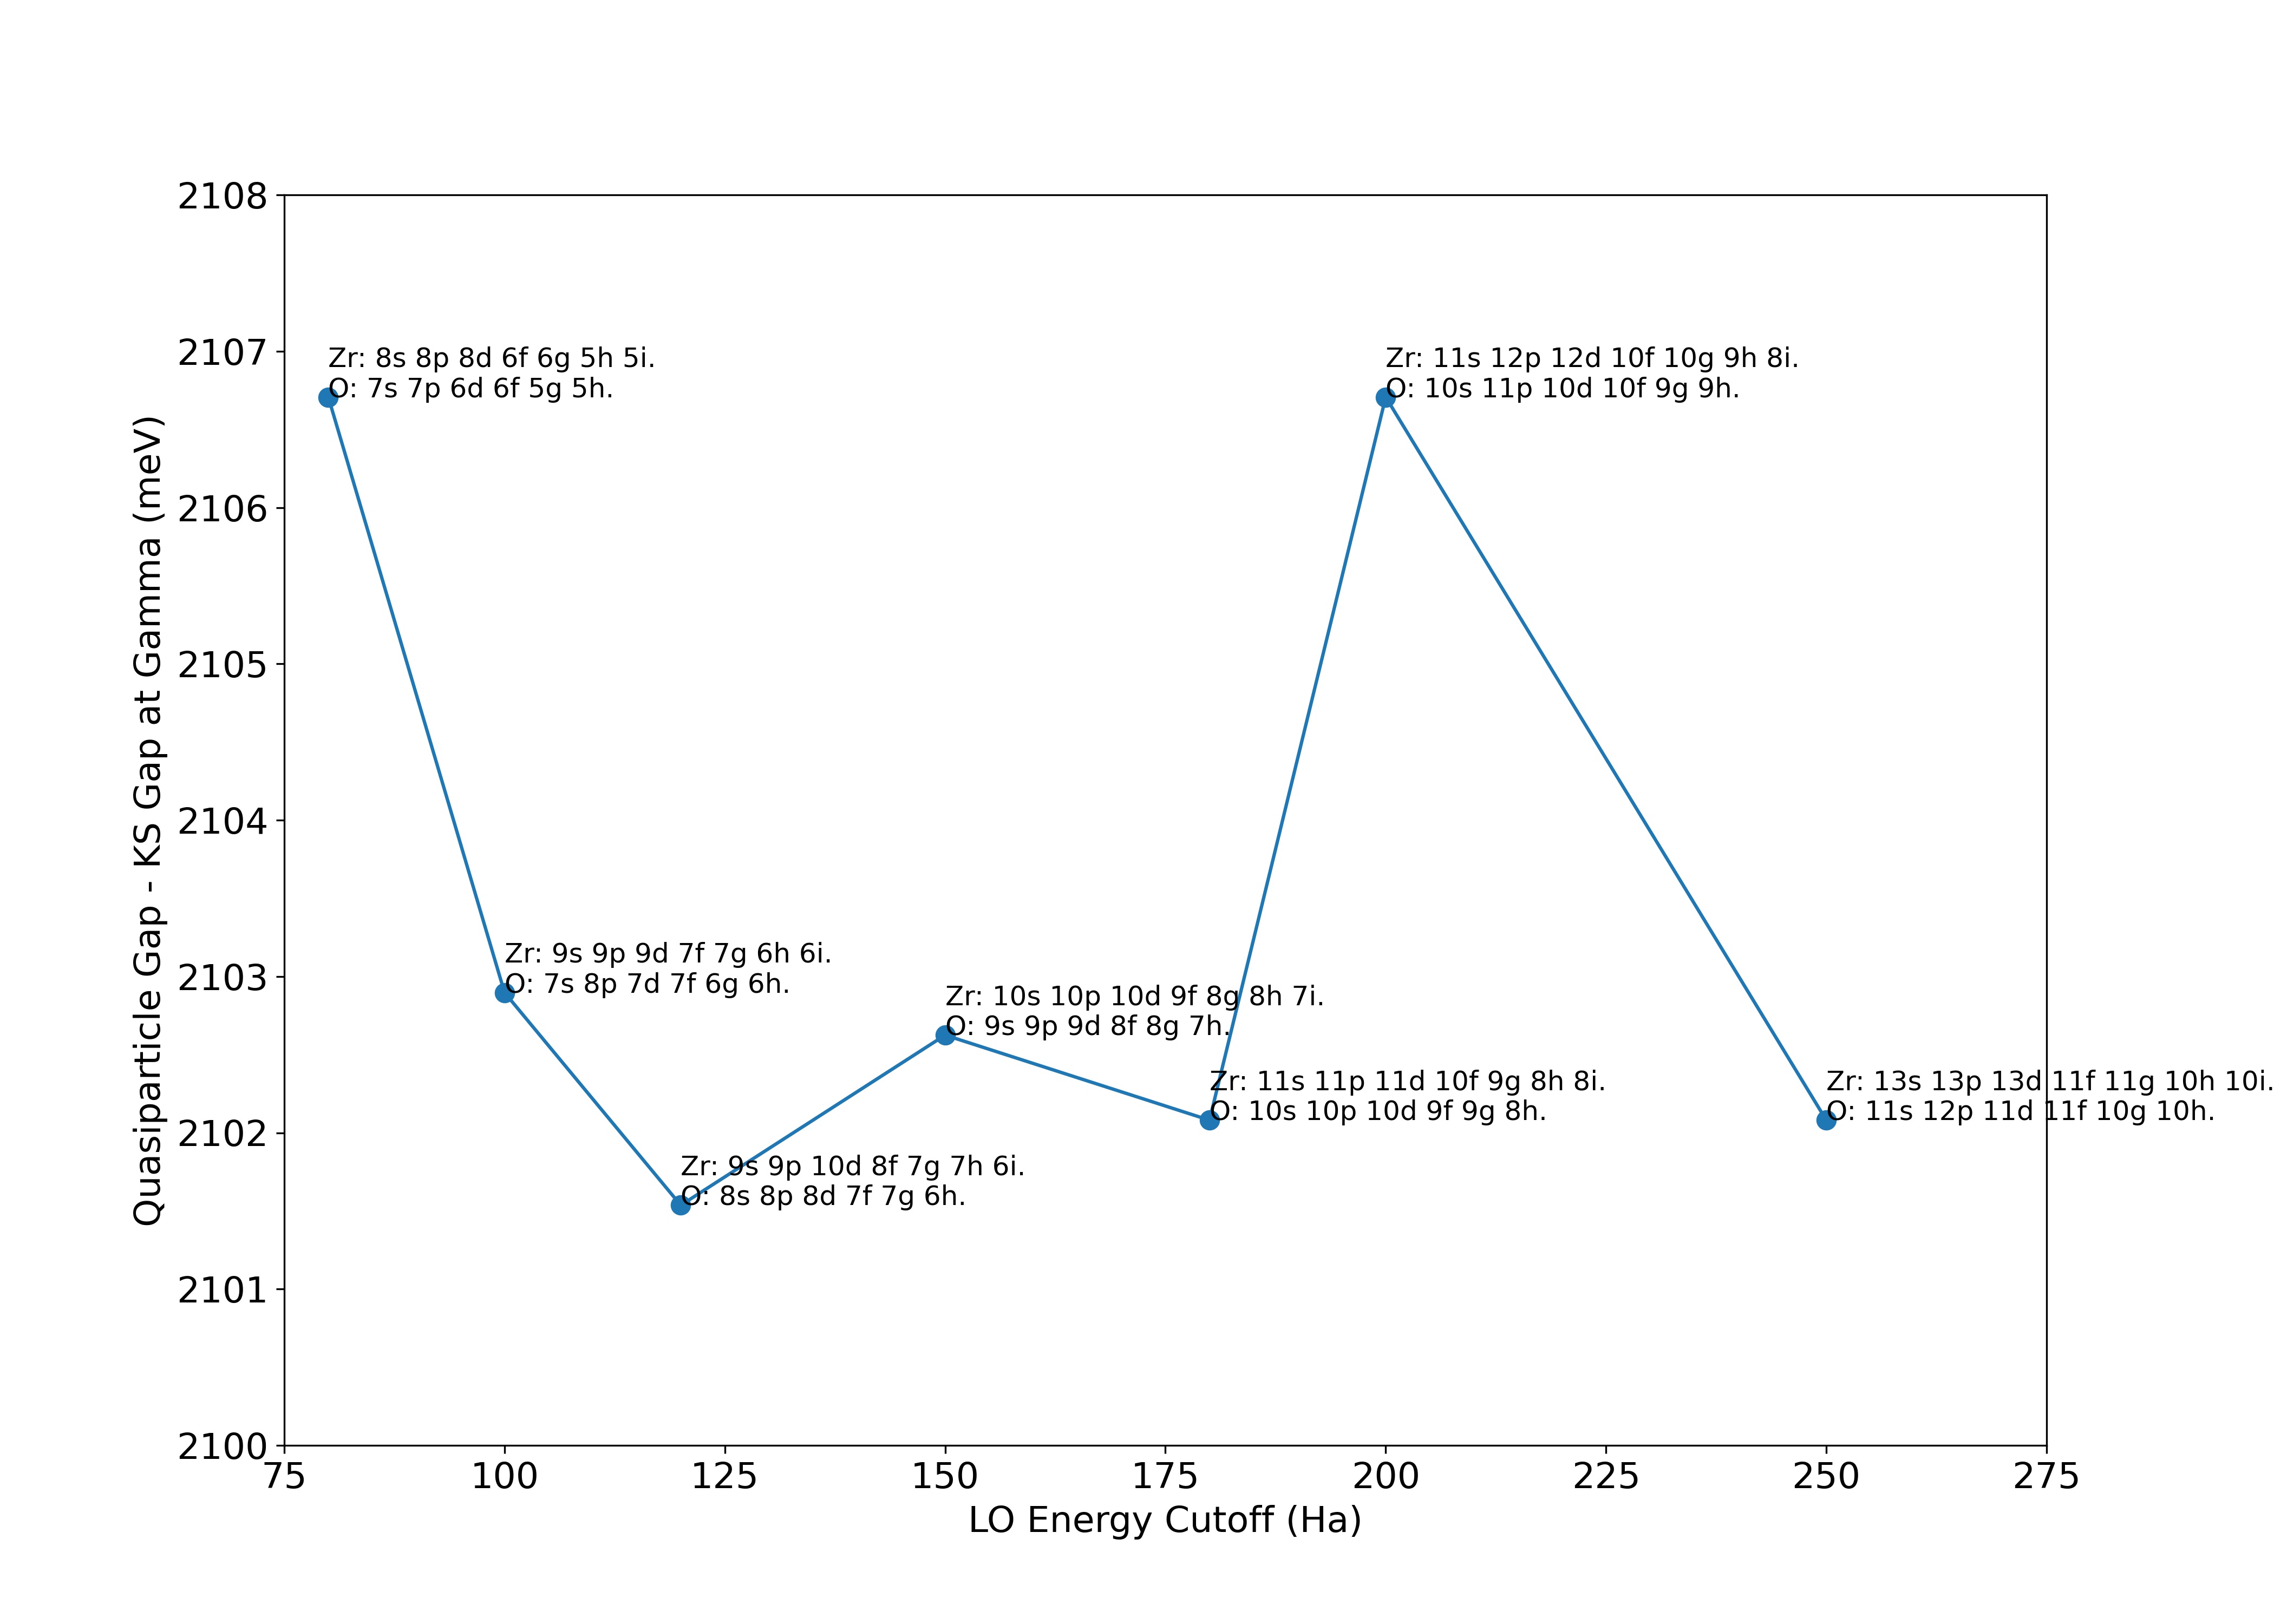 2108
2107
2106
2105
2104
2103
2102
2101
2100
Quasiparticle Gap - KS Gap at Gamma (meV)
Zr: 8s 8p 8d 6f 6g 5h 5i.
O: 7s 7p 6d 6f 5g 5h.
Zr: 11s 12p 12d 10f 10g 9h 8i.
O: 10s 11p 10d 10f 9g 9h.
Zr: 9s 9p 9d 7f 7g 6h 6i.
O: 7s 8p 7d 7f 6g 6h.
Zr: 10s 10p 10d 9f 8g 8h 7i.
O: 9s 9p 9d 8f 8g 7h.
Zr: 11s 11p 11d 10f 9g 8h 8i.
O: 10s 10p 10d 9f 9g 8h.
Zr: 13s 13p 13d 11f 11g 10h 10i.
O: 11s 12p 11d 11f 10g 10h.
Zr: 9s 9p 10d 8f 7g 7h 6i.
O: 8s 8p 8d 7f 7g 6h.
75 100 125 150 175 200 225 250 275
LO Energy Cutoff (Ha)